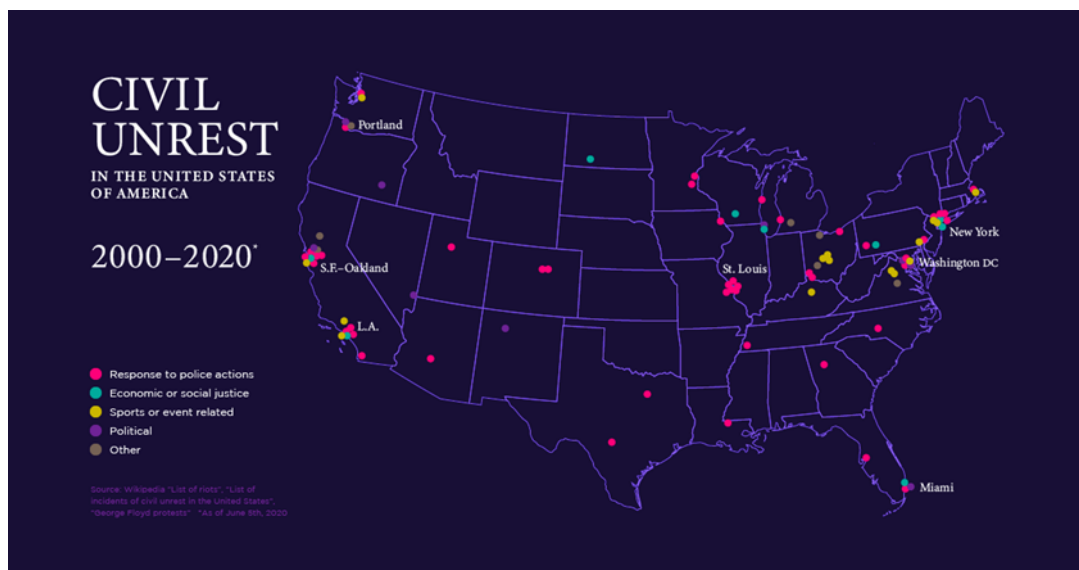 CIVIL
UNREST
IN THE UNITED STATES
OF AMERICA
2000–2020*
Portland
S.F.–Oakland
L.A.
St. Louis
New York
Washington DC
Miami
Response to police actions
Economic or social justice
Sports or event related
Political
Other
Source: Wikipedia "List of riots", "List of
incidents of civil unrest in the United States".
"George Floyd protests" *As of June 5th, 2020